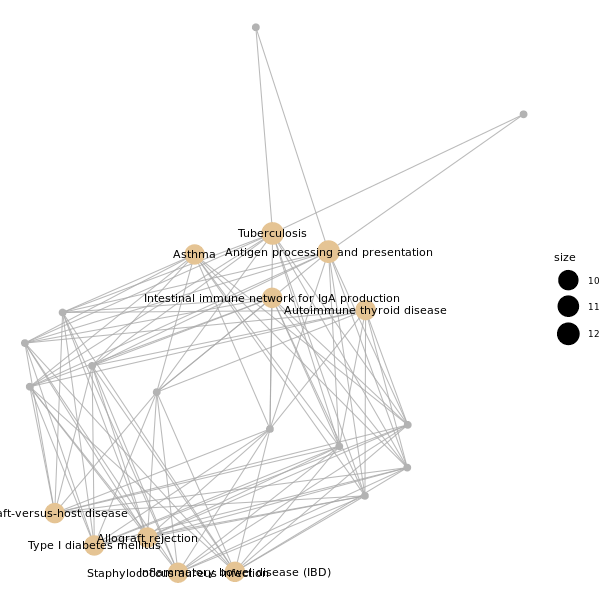 Tuberculosis
Asthma
Antigen processing and presentation
size
10
Intestinal immune network for IgA production
11
Autoimmune thyroid disease
12
aft-versus-host disease
Allograft rejection
Type I diabetes mellitus
Staphylococcus aureus infection
Inflammatory bowel disease (IBD)